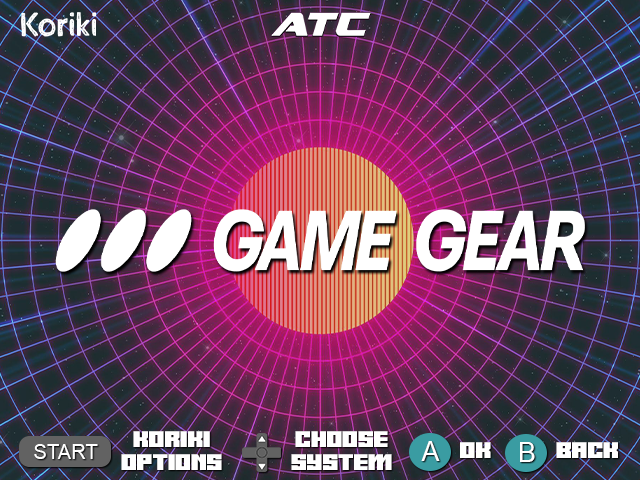 Koriki
ATC
GAME GEAR
START
KORIKI
OPTIONS
CHOOSE
SYSTEM
A
OK
B
BACK